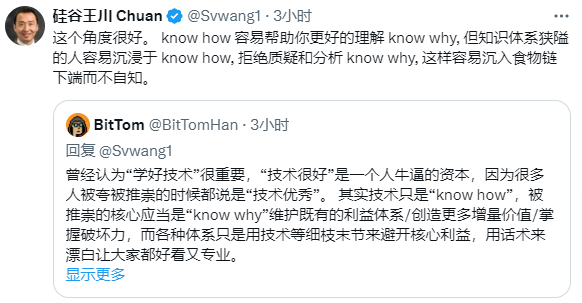 硅谷王川 Chuan @Svwang1 · 3小时
这个角度很好。 know how 容易帮助你更好的理解 know why, 但知识体系狭隘
的人容易沉浸于 know how, 拒绝质疑和分析 know why, 这样容易沉入食物链
下端而不自知。
BitTom @BitTomHan · 3小时
回复 @Svwang1
曾经认为“学好技术”很重要，“技术很好”是一个人牛逼的资本，因为很多
人被夸被推崇的时候都说是“技术优秀”。 其实技术只是“know how”，被
推崇的核心应当是“know why”维护既有的利益体系/创造更多增量价值/掌
握破坏力，而各种体系只是用技术等细枝末节来避开核心利益，用话术来
漂白让大家都好看又专业。
显示更多